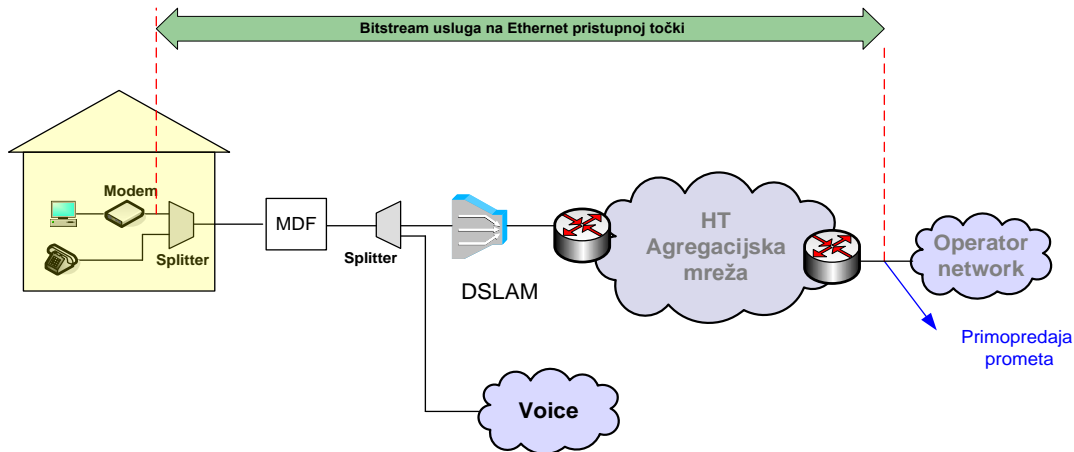 Bitstream usluga na Ethernet pristupnoj točki
Modem
Splitter
MDF
Splitter
DSLAM
HT
Agregacijska
mreža
Operator
network
Primopredaja
prometa
Voice